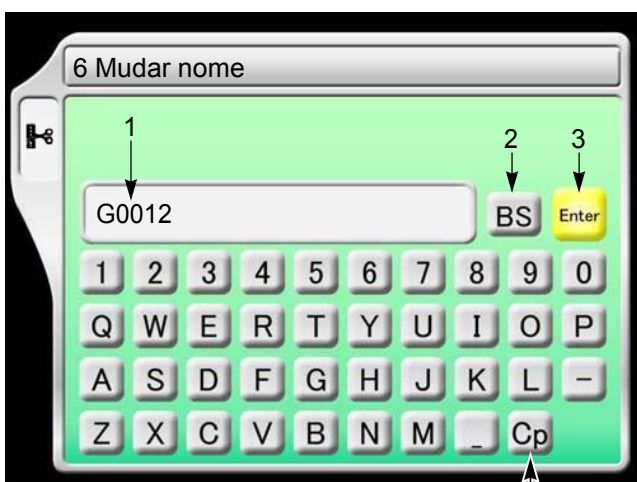 6 Mudar nome
1
2 3
G0012 BS Enter
1 2 3 4 5 6 7 8 9 0
Q W E R T Y U I O P
A S D F G H J K L -
Z X C V B N M _ Cp